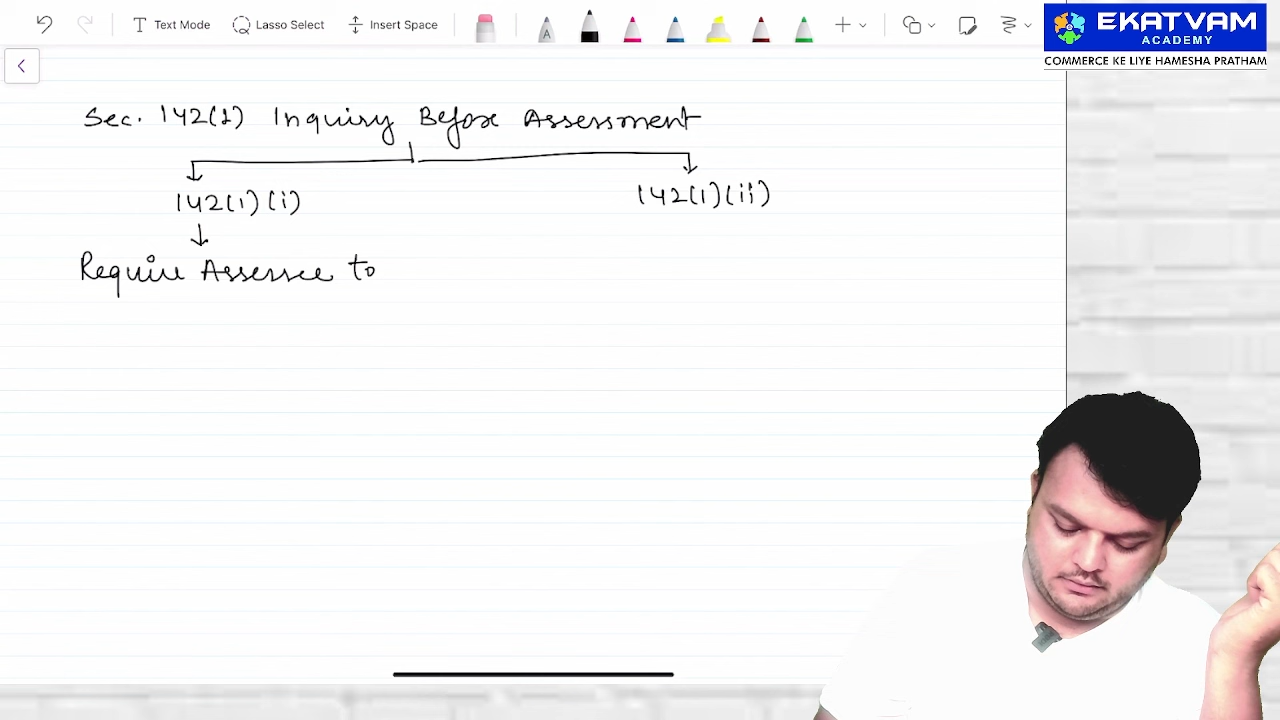 Text Mode Lasso Select Insert Space A
EKATVAM
ACADEMY
COMMERCE KE LIYE HAMESHA PRATHAM
Sec. 142(1) Inquiry Before Assessment
142(1)(i) 142(1)(ii)
Require Assessee to